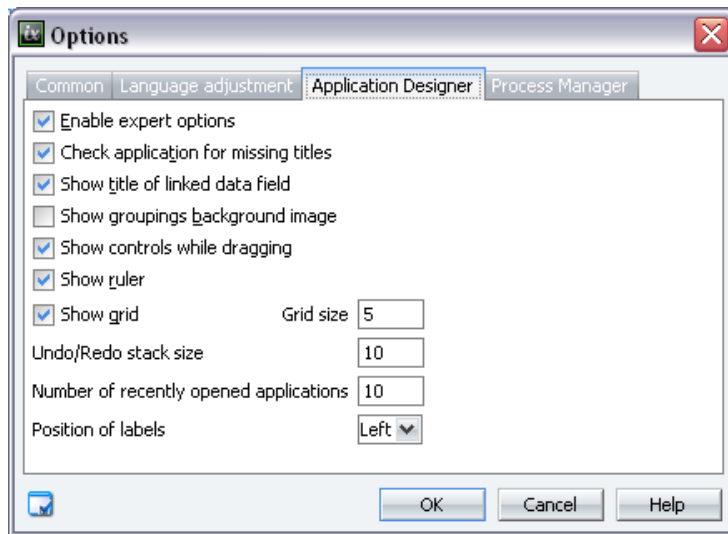 ix Options
Common Language adjustment Application Designer Process Manager
Enable expert options
Check application for missing titles
Show title of linked data field
Show groupings background image
Show controls while dragging
Show ruler
Show grid Grid size 5
Undo/Redo stack size 10
Number of recently opened applications 10
Position of labels Left
OK Cancel Help